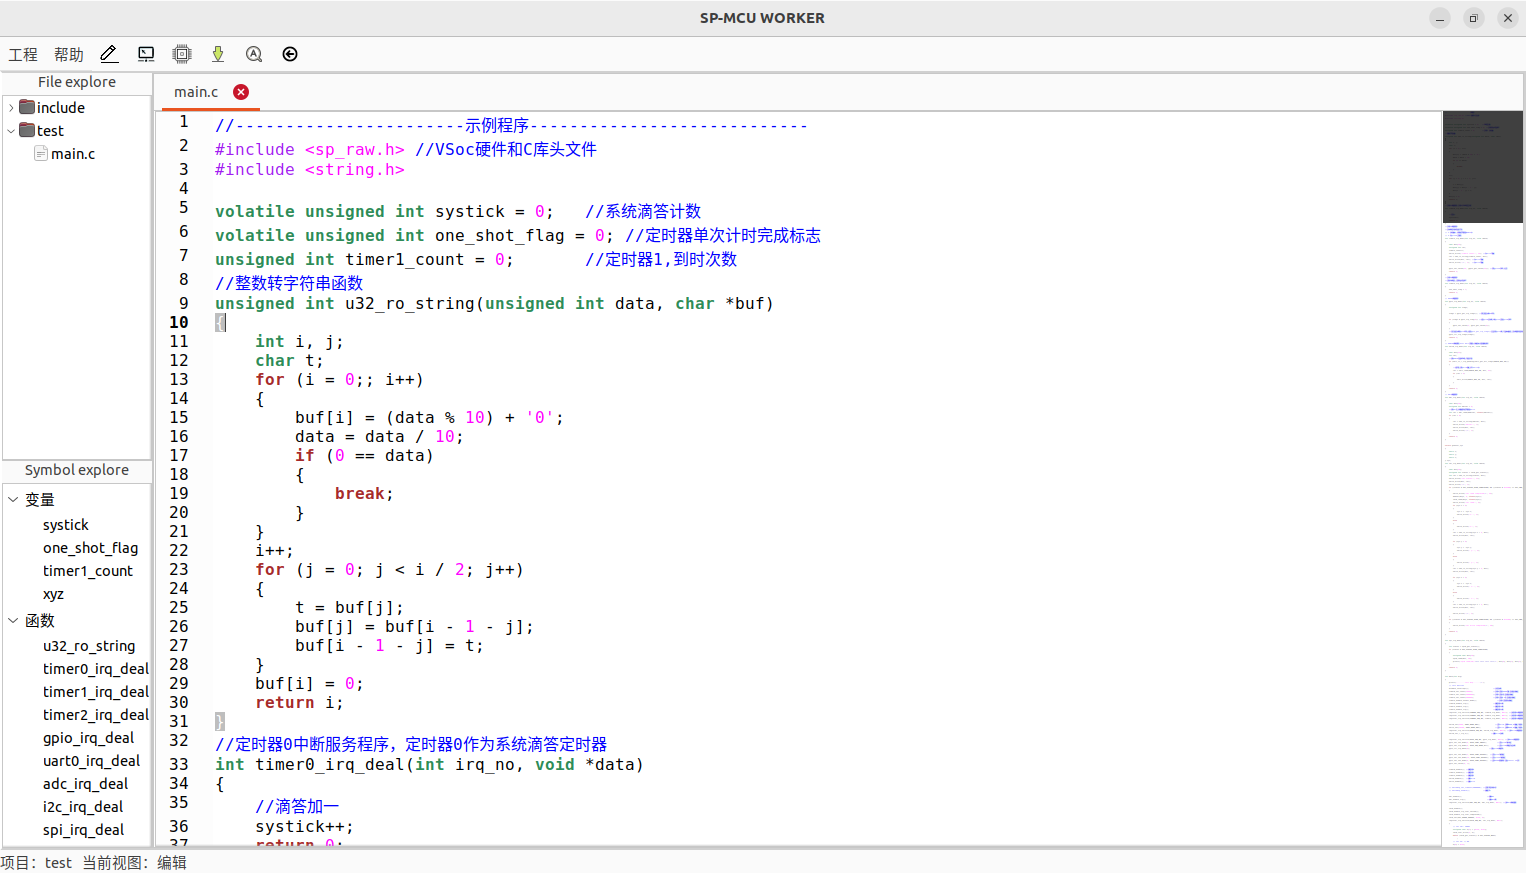 SP-MCU WORKER
工程 帮助
File explore
include
test
main.c
Symbol explore
变量
systick
one_shot_flag
timer1_count
xyz
函数
u32_ro_string
timer0_irq_deal
timer1_irq_deal
timer2_irq_deal
gpio_irq_deal
uart0_irq_deal
adc_irq_deal
i2c_irq_deal
spi_irq_deal
main.c
1 //-----------------------示例程序----------------------------
2 #include <sp_raw.h> //VSoc硬件和C库头文件
3 #include <string.h>
4
5 volatile unsigned int systick = 0;   //系统滴答计数
6 volatile unsigned int one_shot_flag = 0; //定时器单次计时完成标志
7 unsigned int timer1_count = 0;       //定时器1,到时次数
8 //整数转字符串函数
9 unsigned int u32_ro_string(unsigned int data, char *buf)
10 {
11     int i, j;
12     char t;
13     for (i = 0;; i++)
14     {
15         buf[i] = (data % 10) + '0';
16         data = data / 10;
17         if (0 == data)
18         {
19             break;
20         }
21     }
22     i++;
23     for (j = 0; j < i / 2; j++)
24     {
25         t = buf[j];
26         buf[j] = buf[i - 1 - j];
27         buf[i - 1 - j] = t;
28     }
29     buf[i] = 0;
30     return i;
31 }
32 //定时器0中断服务程序，定时器0作为系统滴答定时器
33 int timer0_irq_deal(int irq_no, void *data)
34 {
35     //滴答加一
36     systick++;
37     return 0;
项目：test 当前视图：编辑